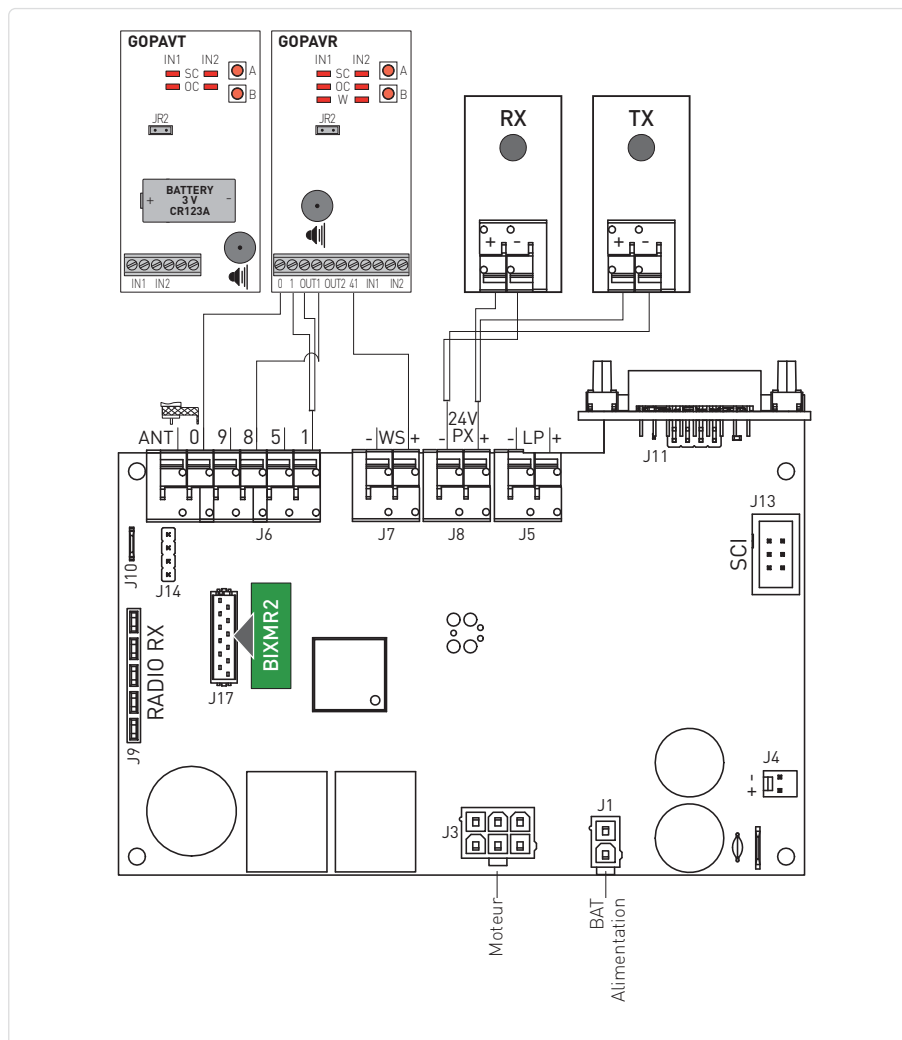 GOPAVT
IN1 IN2
SC
OC
A
B
JR2
BATTERY
3 V
CR123A
+ -
IN1 IN2
GOPAVR
IN1 IN2
SC
OC
W
A
B
JR2
0 1 OUT1 OUT2 41 IN1 IN2
RX
+ -
TX
+ -
ANT 0 9 8 5 1
- WS +
24V
- PX +
- LP +
J6
J7
J8
J5
J11
J13
SCI
J10
J14
J17
BIXMR2
RADIO RX
J9
J4
+ -
J3
J1
Moteur
BAT
Alimentation